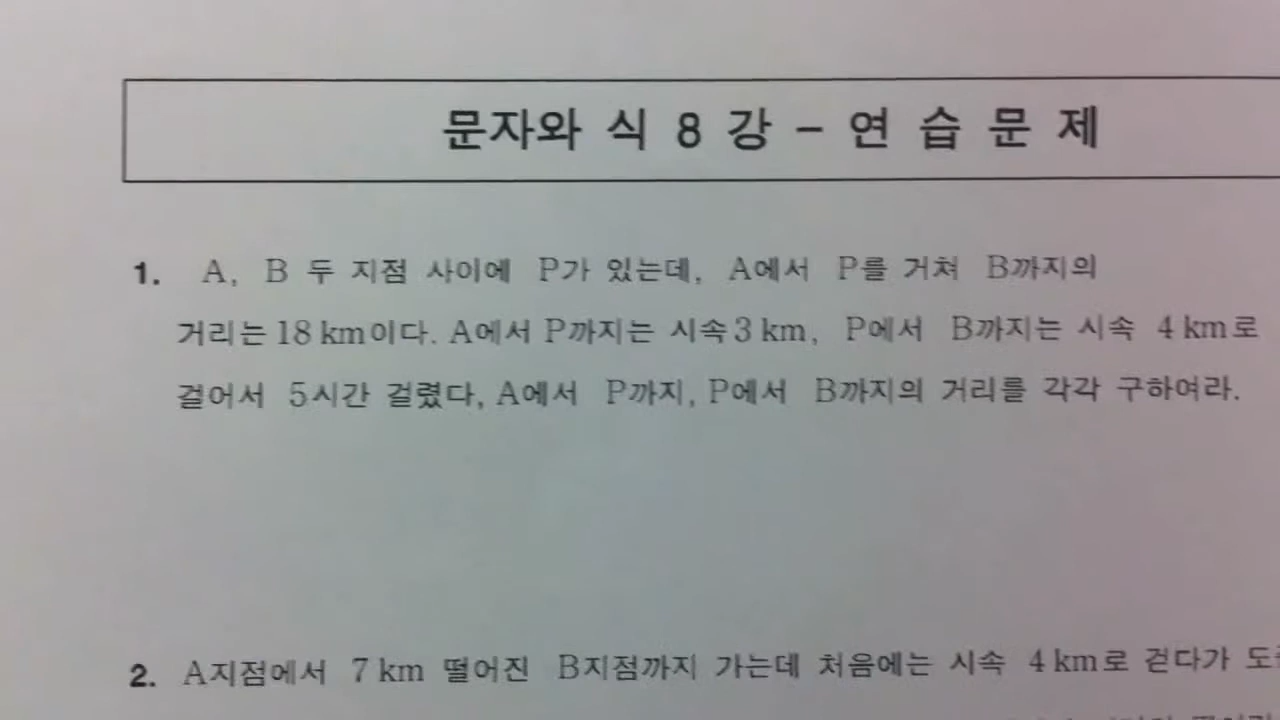 문자와 식 8 강 - 연 습 문 제
1. A, B 두 지점 사이에 P가 있는데, A에서 P를 거쳐 B까지의
거리는 18 km이다. A에서 P까지는 시속 3 km, P에서 B까지는 시속 4 km로
걸어서 5시간 걸렸다, A에서 P까지, P에서 B까지의 거리를 각각 구하여라.
2. A지점에서 7 km 떨어진 B지점까지 가는데 처음에는 시속 4 km로 걷다가